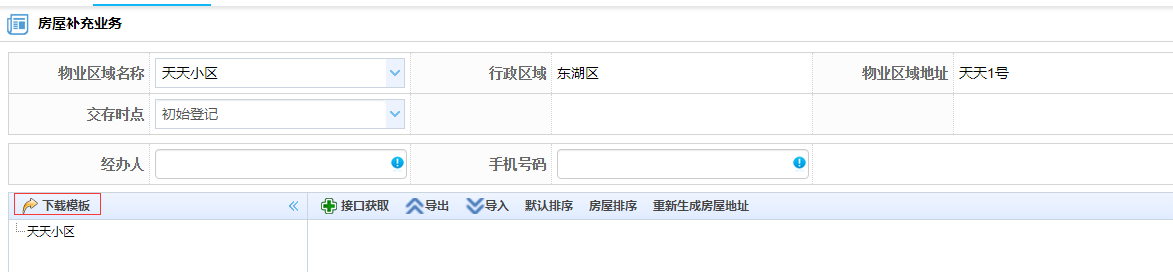 房屋补充业务
物业区域名称 天天小区 行政区域 东湖区 物业区域地址 天天1号
交存时点 初始登记
经办人 手机号码
下载模板 接口获取 导出 导入 默认排序 房屋排序 重新生成房屋地址
天天小区